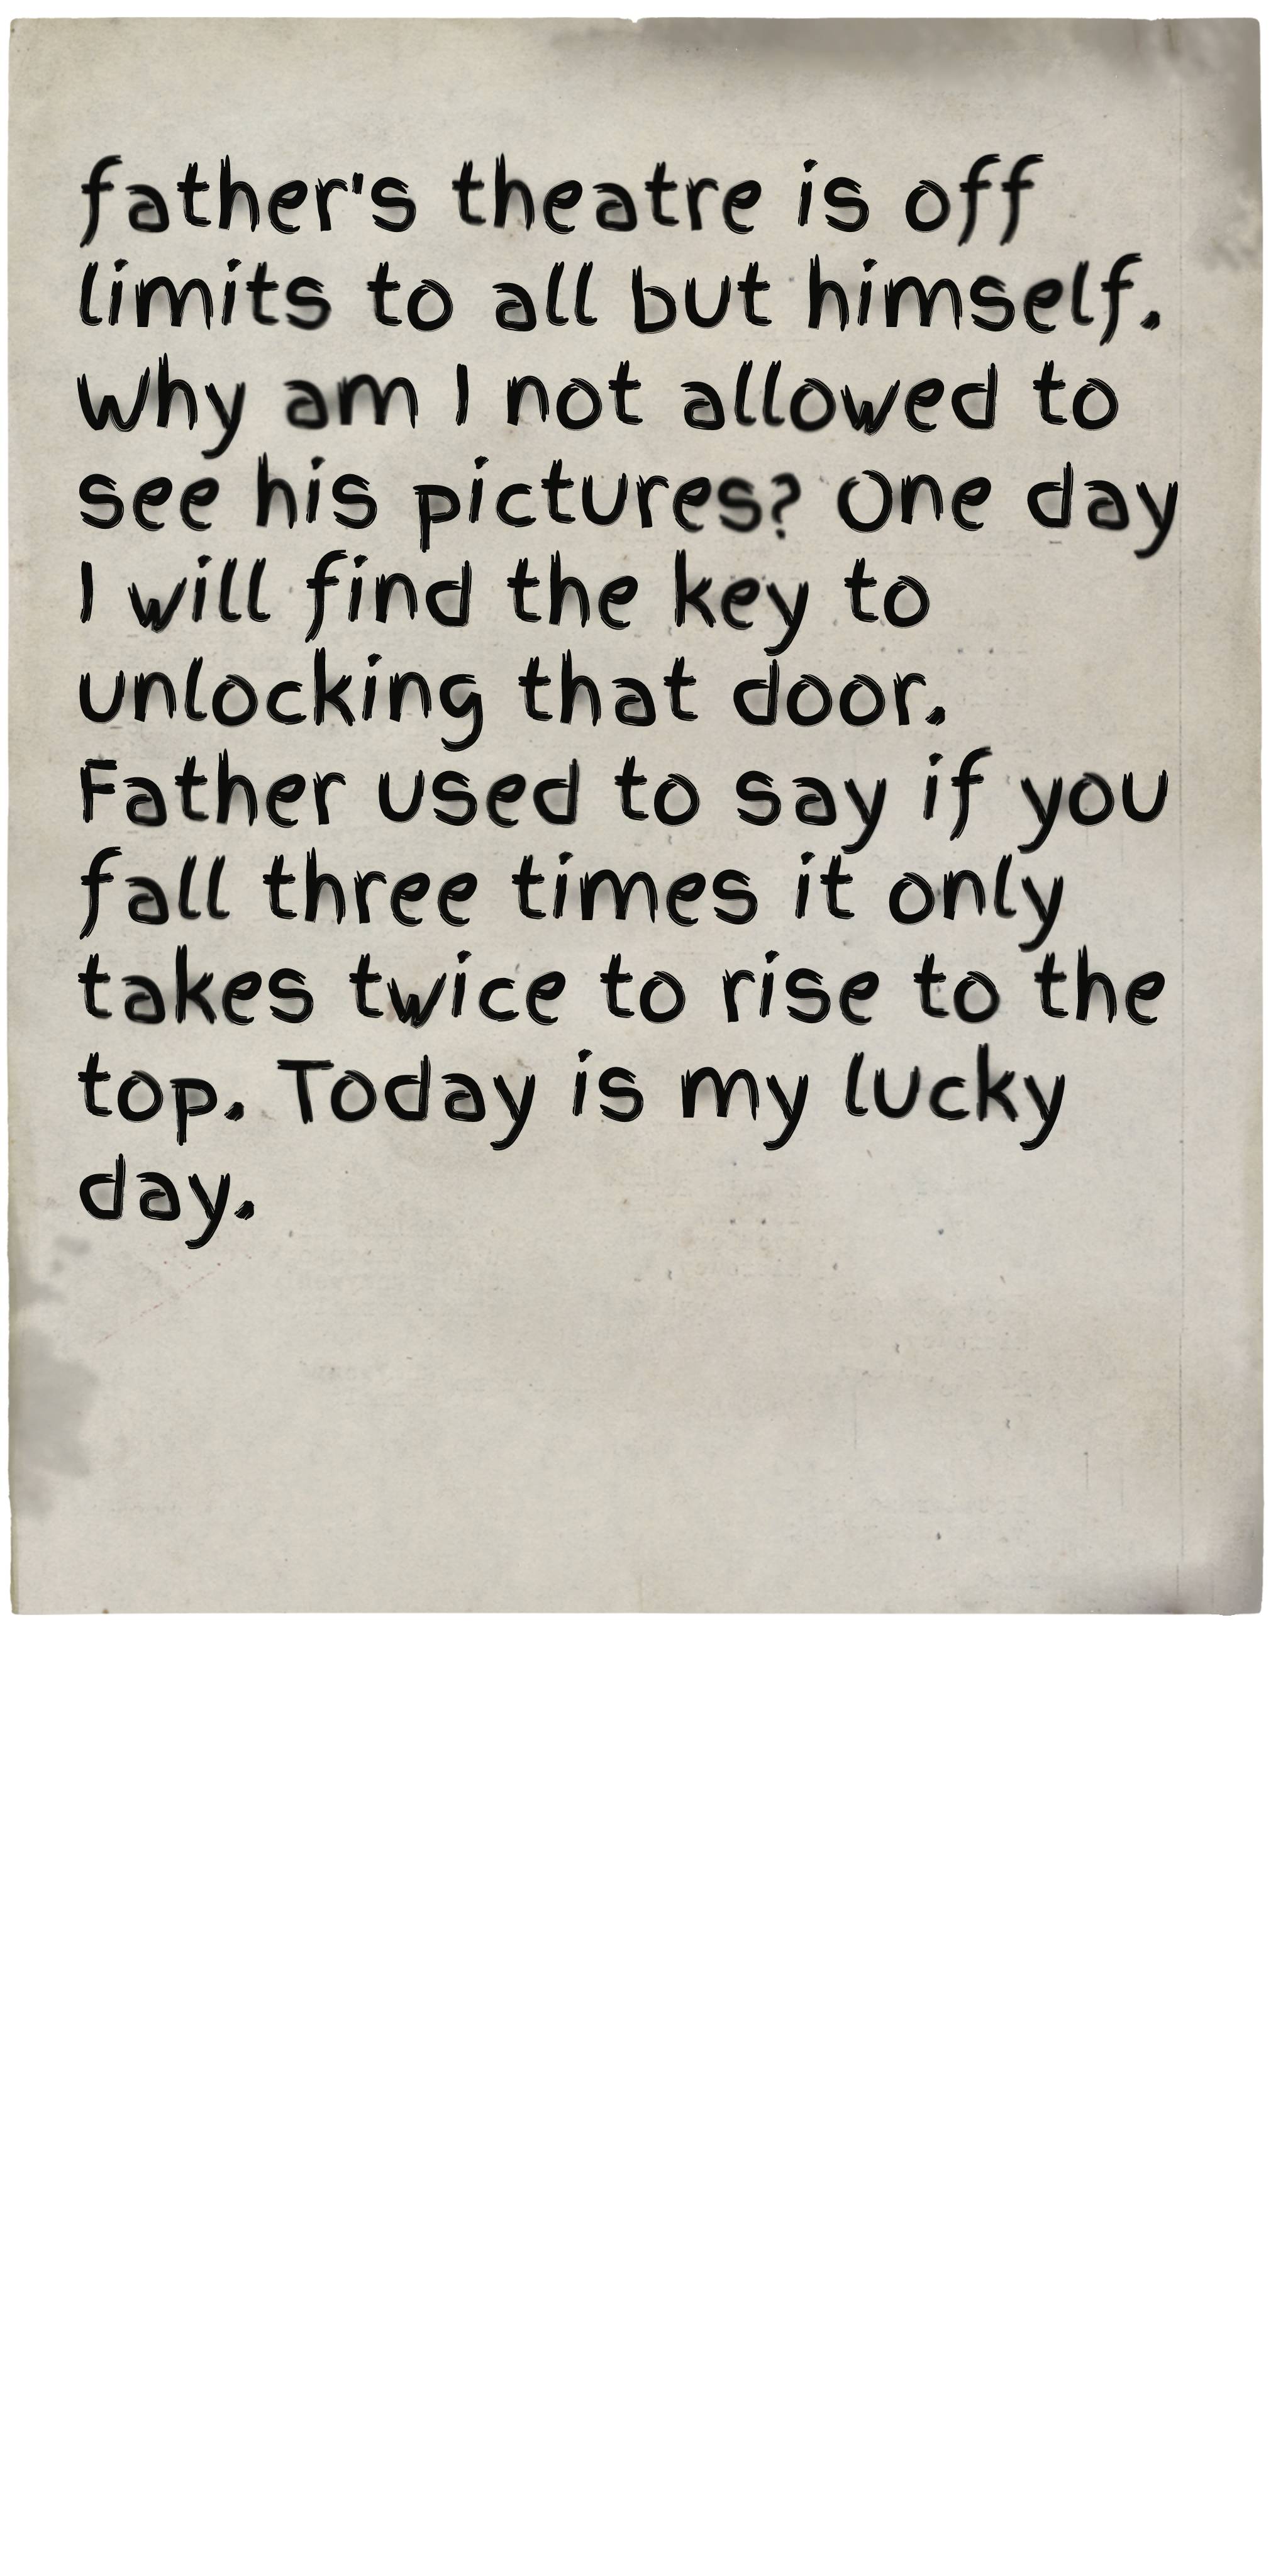 father's theatre is off
limits to all but himself.
Why am I not allowed to
see his pictures? One day
I will find the key to
unlocking that door.
Father used to say if you
fall three times it only
takes twice to rise to the
top. Today is my lucky
day.